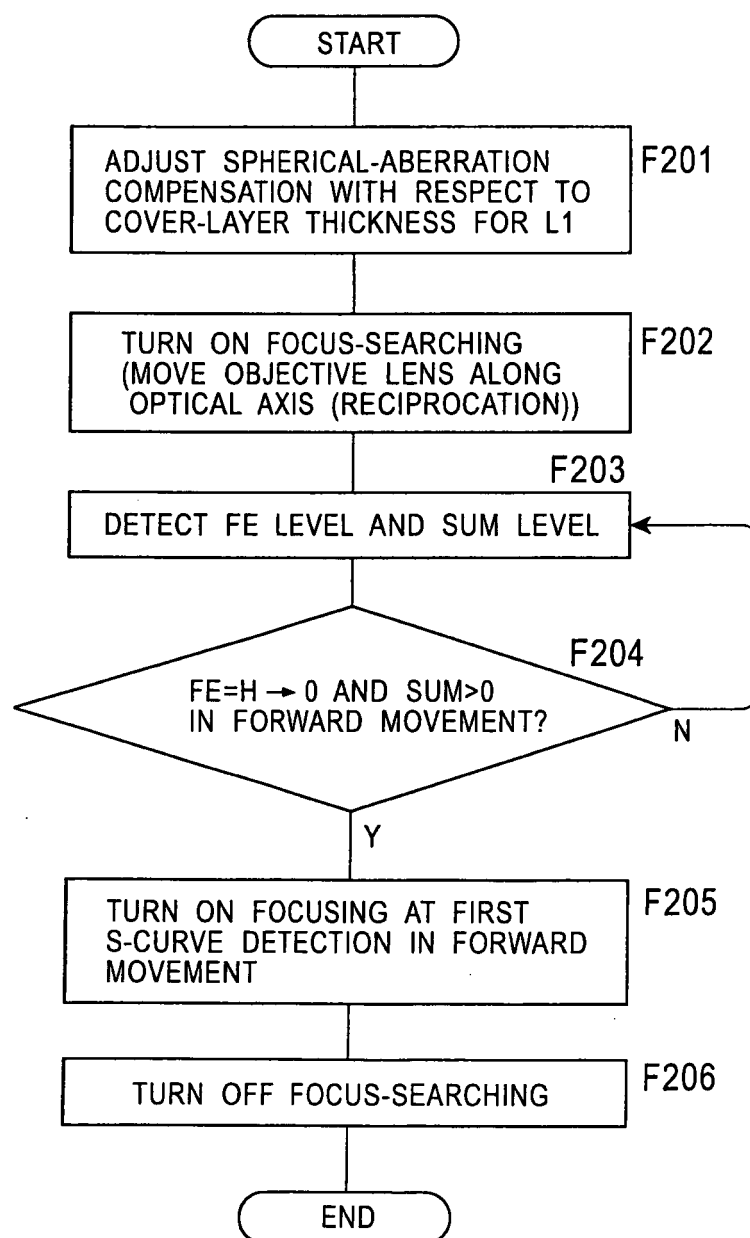 START
F201
ADJUST SPHERICAL-ABERRATION
COMPENSATION WITH RESPECT TO
COVER-LAYER THICKNESS FOR L1
F202
TURN ON FOCUS-SEARCHING
(MOVE OBJECTIVE LENS ALONG
OPTICAL AXIS (RECIPROCATION))
F203
DETECT FE LEVEL AND SUM LEVEL
F204
FE=H → 0 AND SUM>0
IN FORWARD MOVEMENT?
N
Y
F205
TURN ON FOCUSING AT FIRST
S-CURVE DETECTION IN FORWARD
MOVEMENT
F206
TURN OFF FOCUS-SEARCHING
END